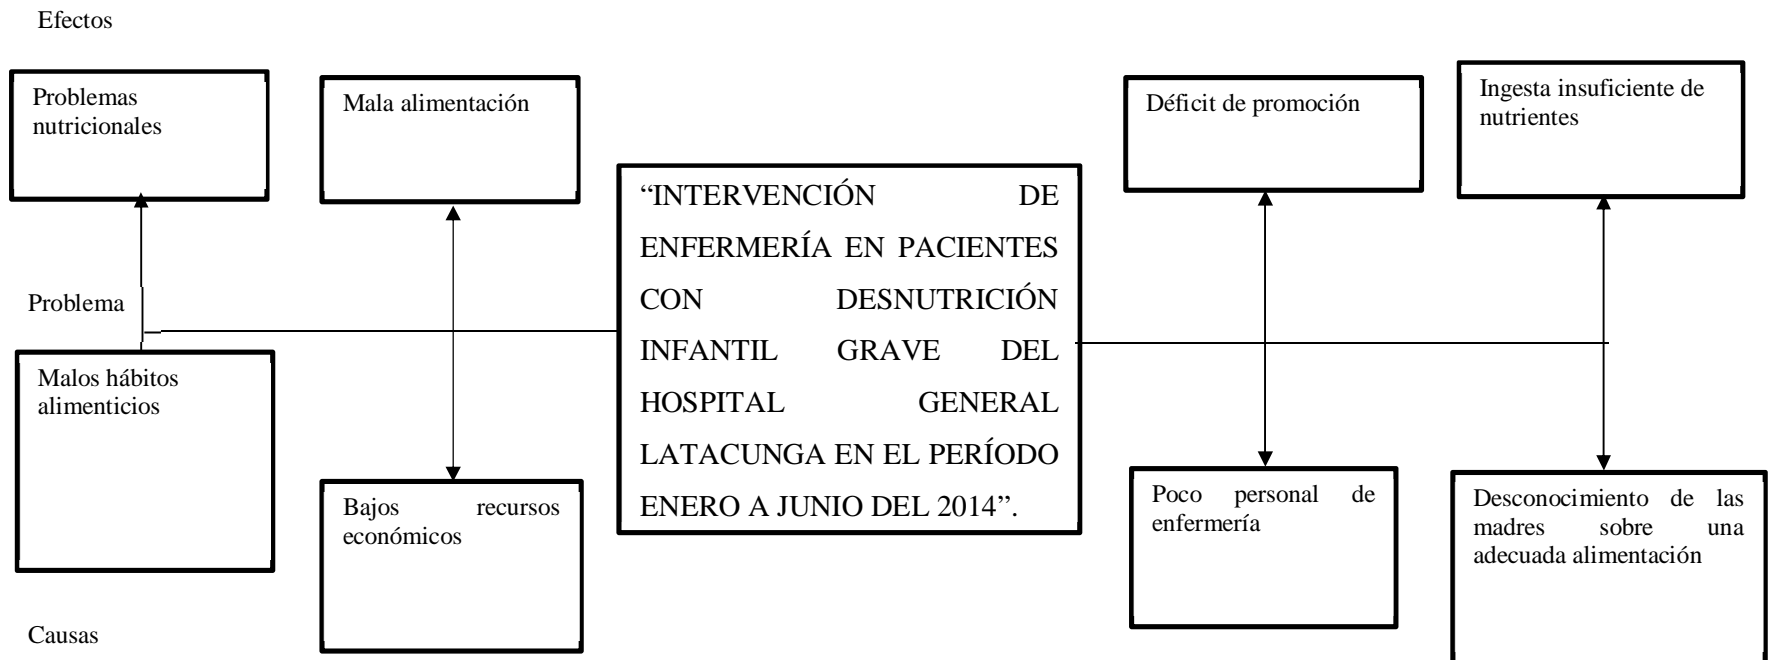 Efectos
Problemas
nutricionales
Mala alimentación
Déficit de promoción
Ingesta insuficiente de
nutrientes
“INTERVENCIÓN DE
ENFERMERÍA EN PACIENTES
CON DESNUTRICIÓN
INFANTIL GRAVE DEL
HOSPITAL GENERAL
LATACUNGA EN EL PERÍODO
ENERO A JUNIO DEL 2014”.
Problema
Malos hábitos
alimenticios
Bajos recursos
económicos
Poco personal de
enfermería
Desconocimiento de las
madres sobre una
adecuada alimentación
Causas